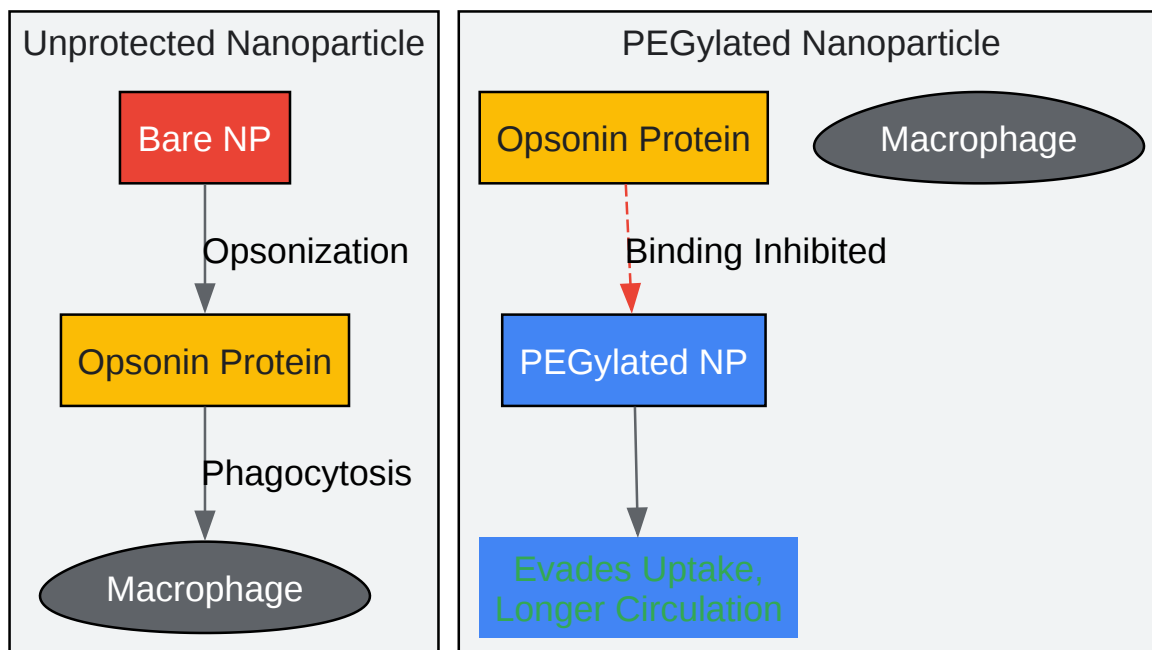 Unprotected Nanoparticle
Bare NP
Opsonization
Opsonin Protein
Phagocytosis
Macrophage
PEGylated Nanoparticle
Opsonin Protein
Macrophage
Binding Inhibited
PEGylated NP
Evades Uptake,
Longer Circulation